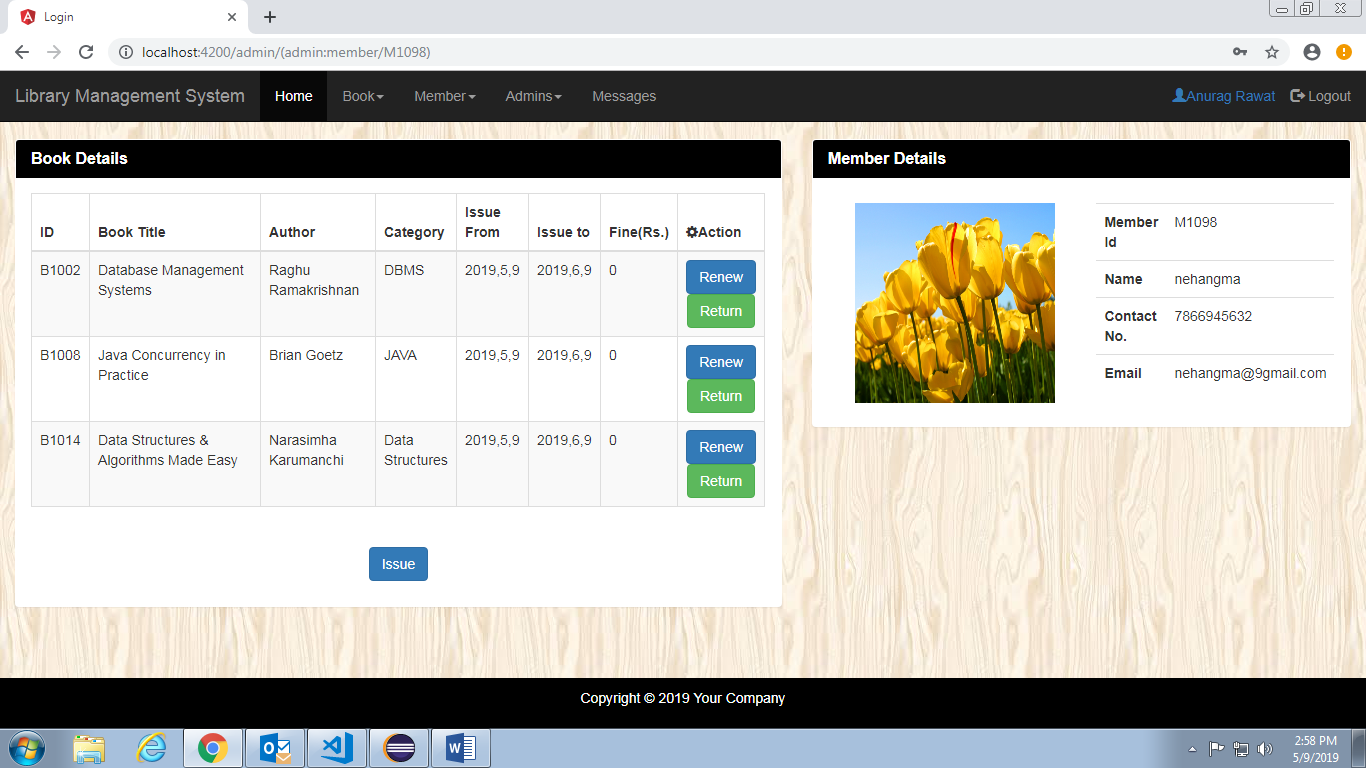 Login
localhost:4200/admin/(admin:member/M1098)
Library Management System Home Book Member Admins Messages Anurag Rawat Logout
Book Details
ID Book Title Author Category Issue From Issue to Fine(Rs.) Action
B1002 Database Management Systems Raghu Ramakrishnan DBMS 2019,5,9 2019,6,9 0 Renew Return
B1008 Java Concurrency in Practice Brian Goetz JAVA 2019,5,9 2019,6,9 0 Renew Return
B1014 Data Structures & Algorithms Made Easy Narasimha Karumanchi Data Structures 2019,5,9 2019,6,9 0 Renew Return
Issue
Member Details
Member Id M1098
Name nehangma
Contact No. 7866945632
Email nehangma@9gmail.com
Copyright © 2019 Your Company
2:58 PM
5/9/2019